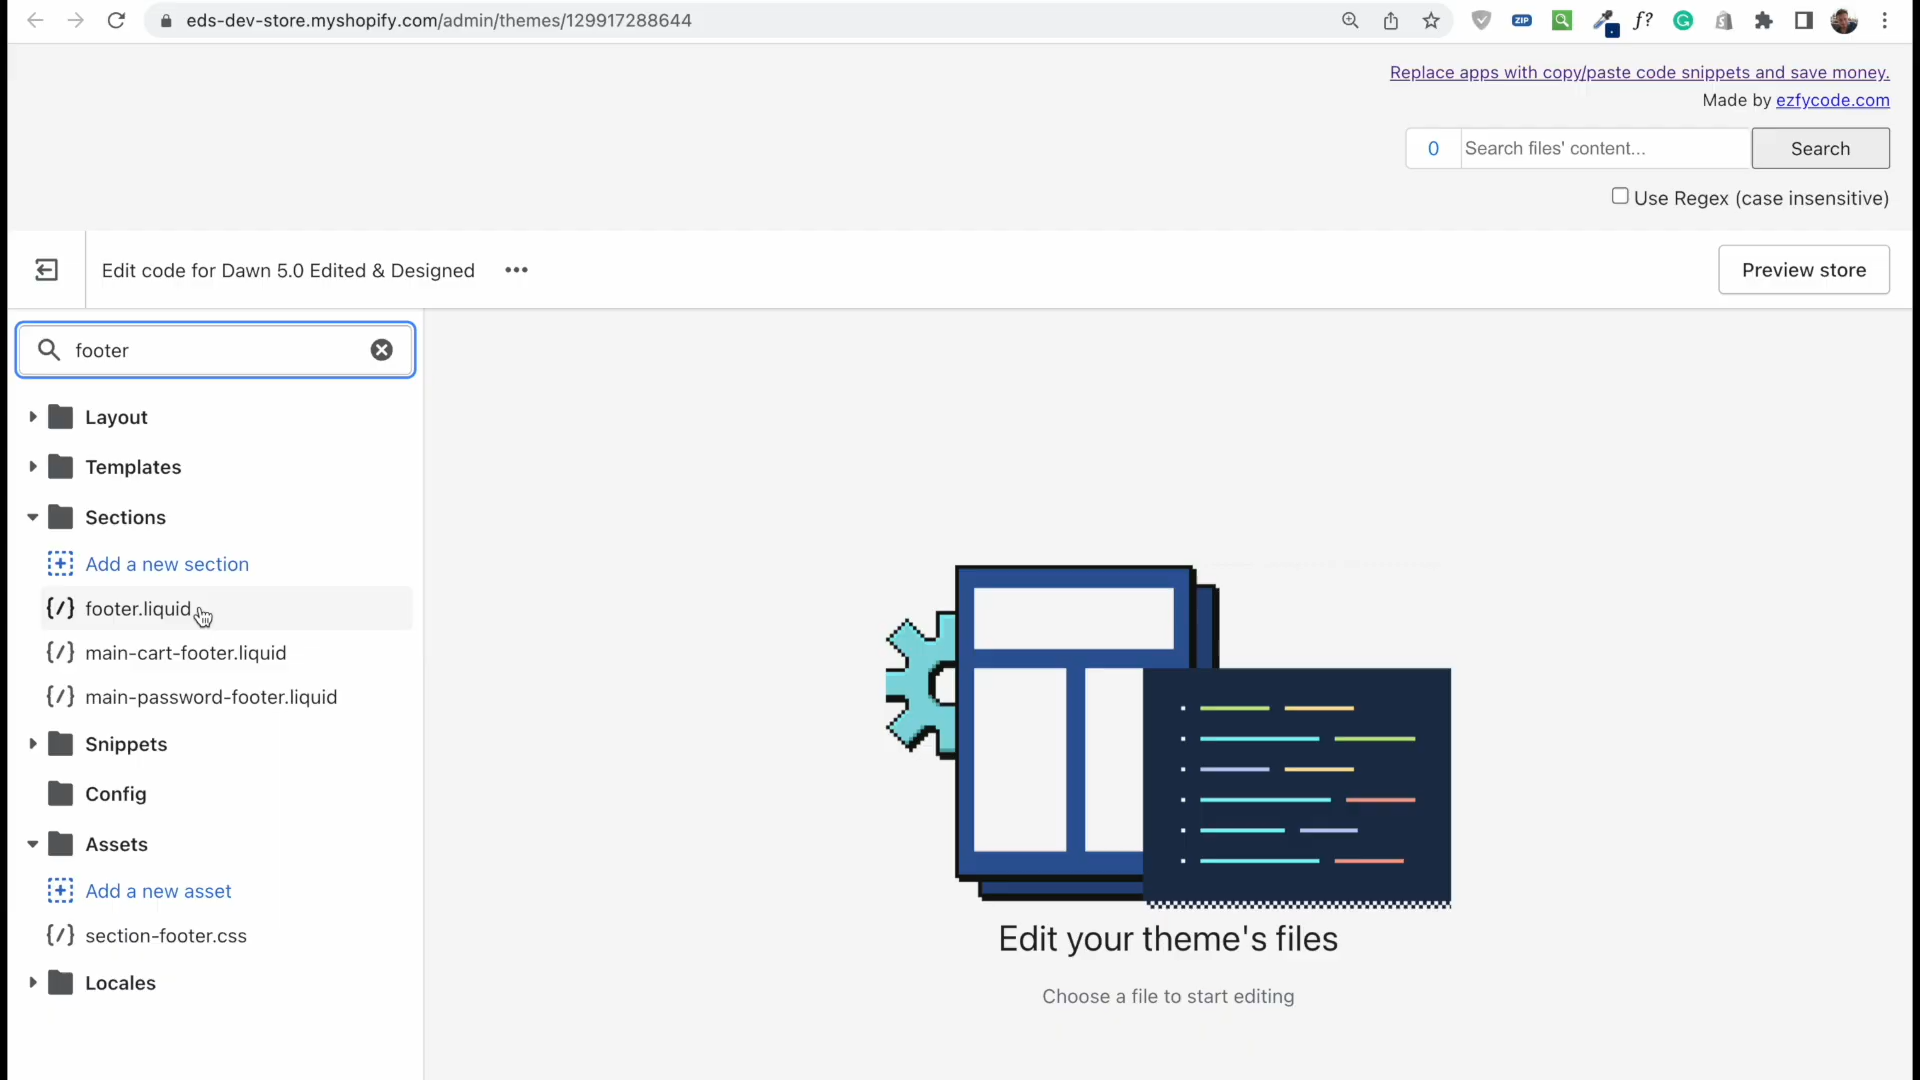 eds-dev-store.myshopify.com/admin/themes/129917288644
ZIP
f?
Replace apps with copy/paste code snippets and save money.
Made by ezfycode.com
0 Search files' content... Search
Use Regex (case insensitive)
Edit code for Dawn 5.0 Edited & Designed
Preview store
footer
Layout
Templates
Sections
Add a new section
{/} footer.liquid
{/} main-cart-footer.liquid
{/} main-password-footer.liquid
Snippets
Config
Assets
Add a new asset
{/} section-footer.css
Locales
Edit your theme's files
Choose a file to start editing